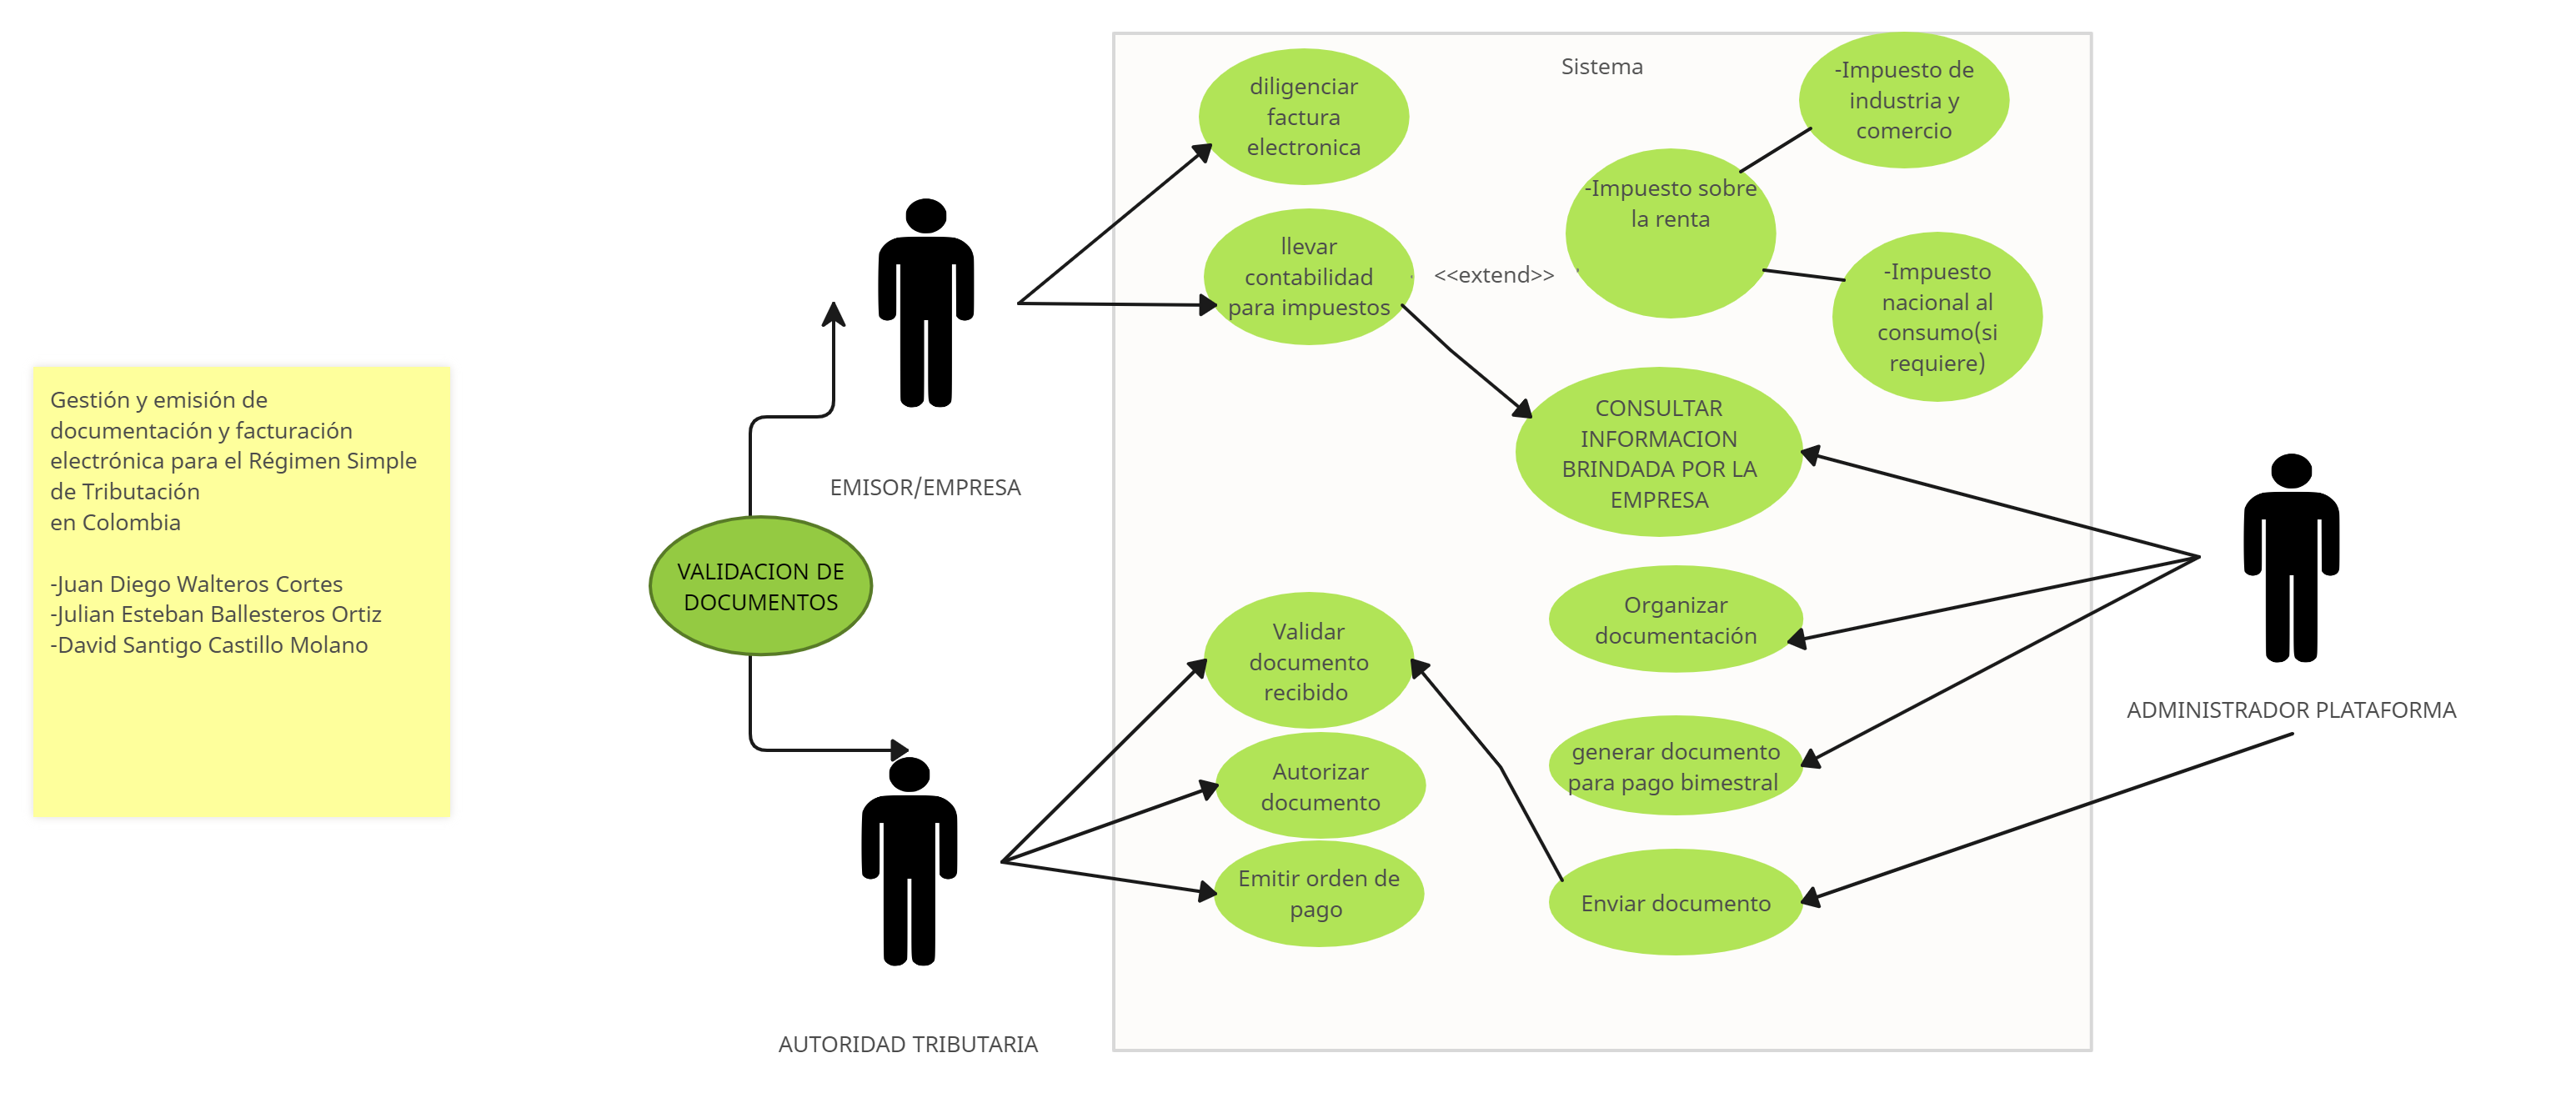 Gestión y emisión de
documentación y facturación
electrónica para el Régimen Simple
de Tributación
en Colombia
-Juan Diego Walteros Cortes
-Julian Esteban Ballesteros Ortiz
-David Santigo Castillo Molano
EMISOR/EMPRESA
VALIDACION DE
DOCUMENTOS
AUTORIDAD TRIBUTARIA
Sistema
diligenciar
factura
electronica
llevar
contabilidad
para impuestos
<<extend>>
-Impuesto sobre
la renta
-Impuesto de
industria y
comercio
-Impuesto
nacional al
consumo(si
requiere)
CONSULTAR
INFORMACION
BRINDADA POR LA
EMPRESA
Organizar
documentación
generar documento
para pago bimestral
Enviar documento
Validar
documento
recibido
Autorizar
documento
Emitir orden de
pago
ADMINISTRADOR PLATAFORMA